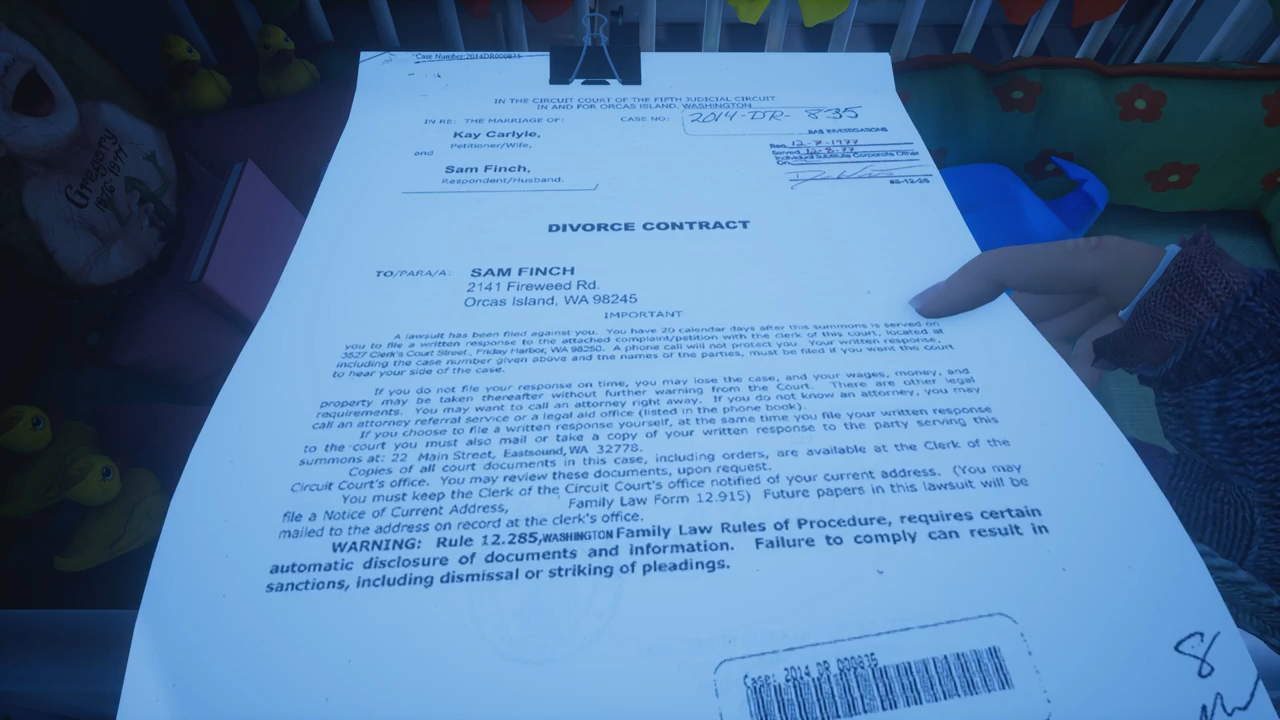 Case Number:2014DR000835
IN THE CIRCUIT COURT OF THE FIFTH JUDICIAL CIRCUIT
IN AND FOR ORCAS ISLAND, WASHINGTON
IN RE: THE MARRIAGE OF:
CASE NO:
2014-DR-835
Kay Carlyle,
Petitioner/Wife,
and
Sam Finch,
Respondent/Husband.
BAS INVESTIGATIONS
Rec. 12-7-1977
Served 12-8-77
Individual Substitute Corporate Other
DIVORCE CONTRACT
TO/PARA/A:
SAM FINCH
2141 Fireweed Rd.
Orcas Island, WA 98245
IMPORTANT
A lawsuit has been filed against you. You have 20 calendar days after this summons is served on
you to file a written response to the attached complaint/petition with the clerk of this court, located at
3527 Clerk's Court Street., Friday Harbor, WA 98250. A phone call will not protect you. Your written response,
including the case number given above and the names of the parties, must be filed if you want the court
to hear your side of the case.
If you do not file your response on time, you may lose the case, and your wages, money, and
property may be taken thereafter without further warning from the Court. There are other legal
requirements. You may want to call an attorney right away. If you do not know an attorney, you may
call an attorney referral service or a legal aid office (listed in the phone book).
If you choose to file a written response yourself, at the same time you file your written response
to the court you must also mail or take a copy of your written response to the party serving this
summons at: 22 Main Street, Eastsound, WA 32778.
Copies of all court documents in this case, including orders, are available at the Clerk of the
Circuit Court's office. You may review these documents, upon request.
You must keep the Clerk of the Circuit Court's office notified of your current address. (You may
file a Notice of Current Address, Family Law Form 12.915) Future papers in this lawsuit will be
mailed to the address on record at the clerk's office.
WARNING: Rule 12.285, WASHINGTON Family Law Rules of Procedure, requires certain
automatic disclosure of documents and information. Failure to comply can result in
sanctions, including dismissal or striking of pleadings.
Case: 2014 DR 000835
8
Gregory
1976-1977